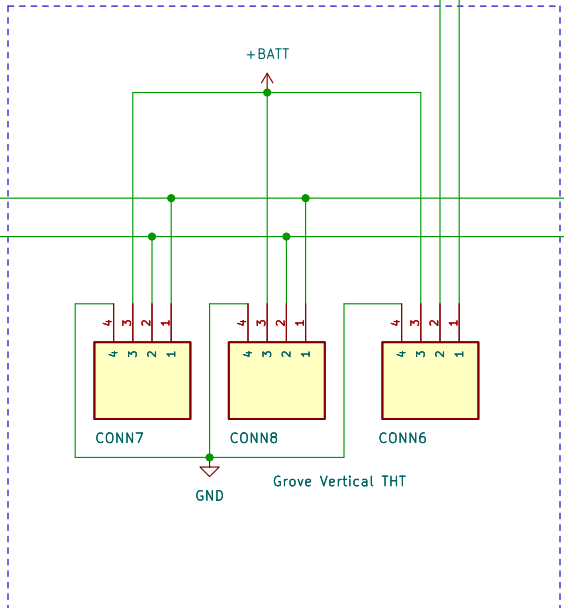 +BATT
4 3 2 1 4 3 2 1 4 3 2 1
4 3 2 1 4 3 2 1 4 3 2 1
CONN7 CONN8 CONN6
Grove Vertical THT
GND